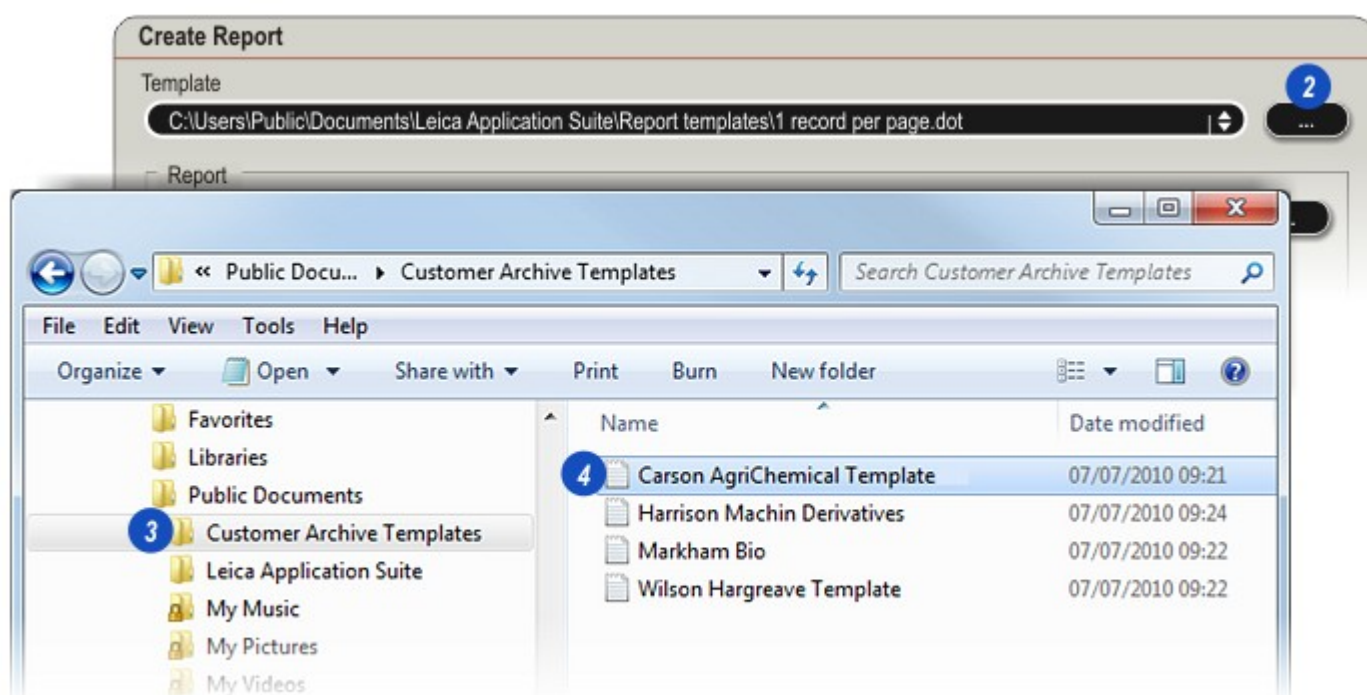 Create Report
Template
2
C:\Users\Public\Documents\Leica Application Suite\Report templates\1 record per page.dot
...
Report
« Public Docu... Customer Archive Templates
Search Customer Archive Templates
File Edit View Tools Help
Organize Open Share with Print Burn New folder
Favorites
Libraries
Public Documents
3 Customer Archive Templates
Leica Application Suite
My Music
My Pictures
My Videos
Name Date modified
4 Carson AgriChemical Template 07/07/2010 09:21
Harrison Machin Derivatives 07/07/2010 09:24
Markham Bio 07/07/2010 09:22
Wilson Hargreave Template 07/07/2010 09:22